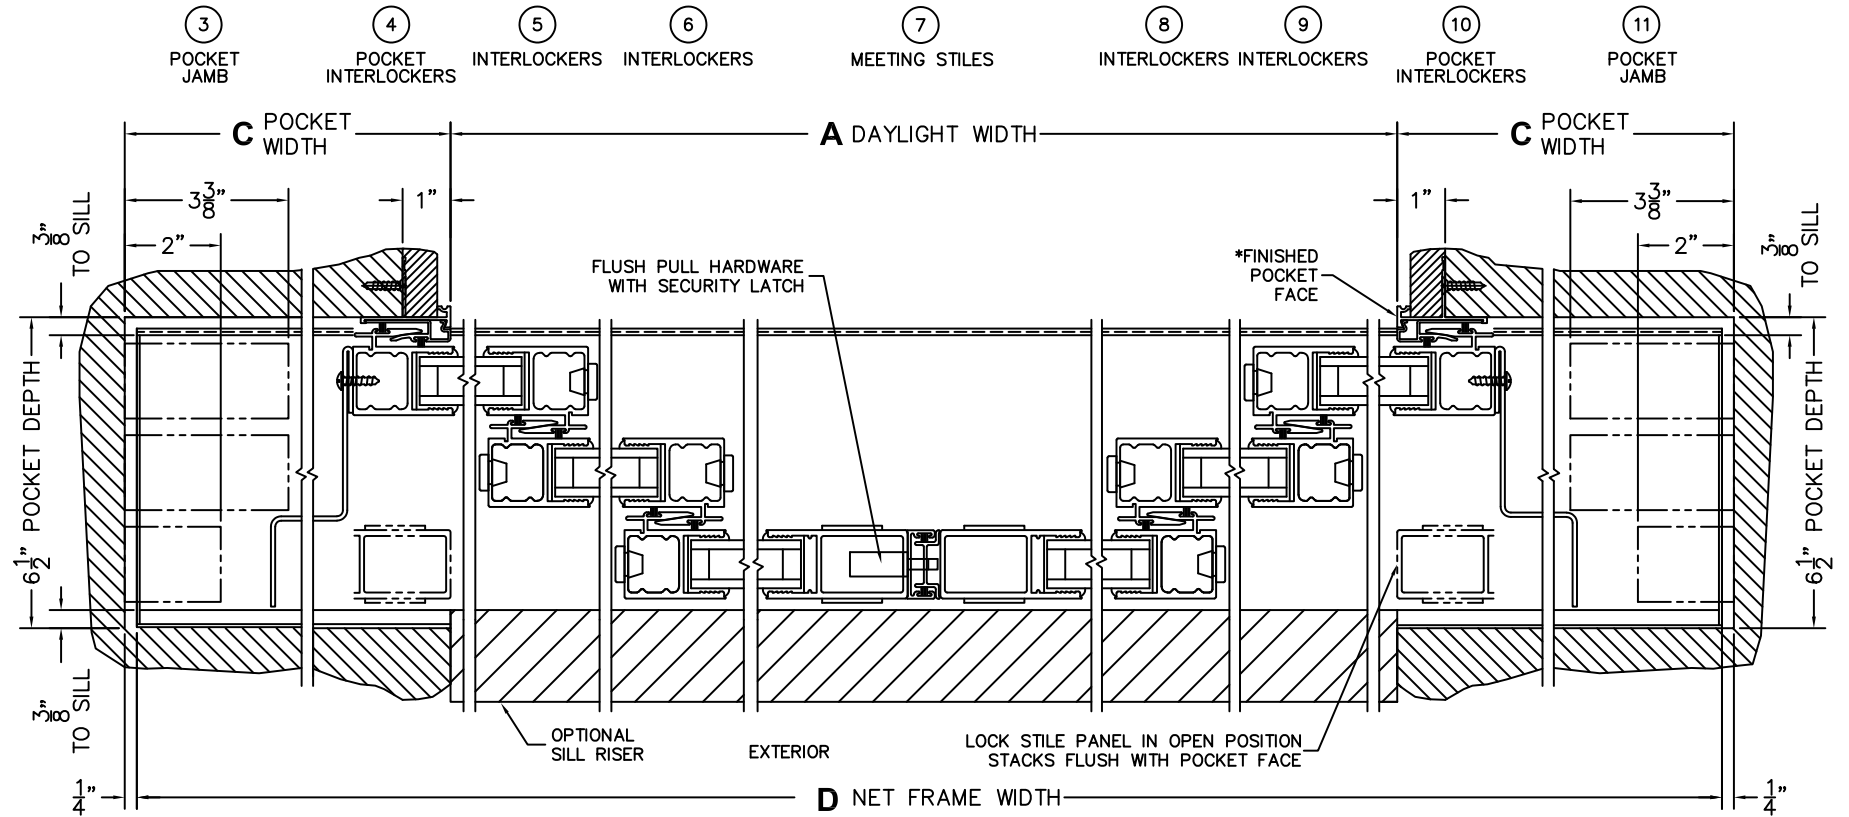 3 4 5 6 7 8 9 10 11
POCKET JAMB
POCKET INTERLOCKERS
INTERLOCKERS
INTERLOCKERS
MEETING STILES
INTERLOCKERS
INTERLOCKERS
POCKET INTERLOCKERS
POCKET JAMB
C POCKET WIDTH
A DAYLIGHT WIDTH
C POCKET WIDTH
3 3/8"
1"
1"
3 3/8"
2"
2"
3/8" TO SILL
3/8" TO SILL
FLUSH PULL HARDWARE
WITH SECURITY LATCH
*FINISHED
POCKET
FACE
6 1/2" POCKET DEPTH
6 1/2" POCKET DEPTH
3/8" TO SILL
OPTIONAL
SILL RISER
EXTERIOR
LOCK STILE PANEL IN OPEN POSITION
STACKS FLUSH WITH POCKET FACE
1/4"
D NET FRAME WIDTH
1/4"